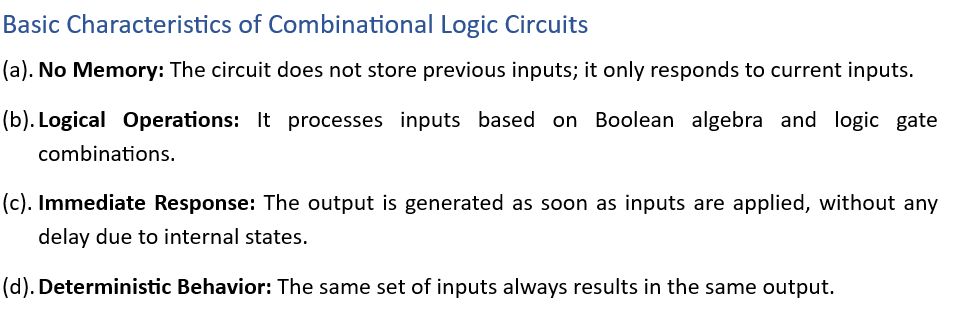 Basic Characteristics of Combinational Logic Circuits
(a). No Memory: The circuit does not store previous inputs; it only responds to current inputs.
(b). Logical Operations: It processes inputs based on Boolean algebra and logic gate
combinations.
(c). Immediate Response: The output is generated as soon as inputs are applied, without any
delay due to internal states.
(d). Deterministic Behavior: The same set of inputs always results in the same output.